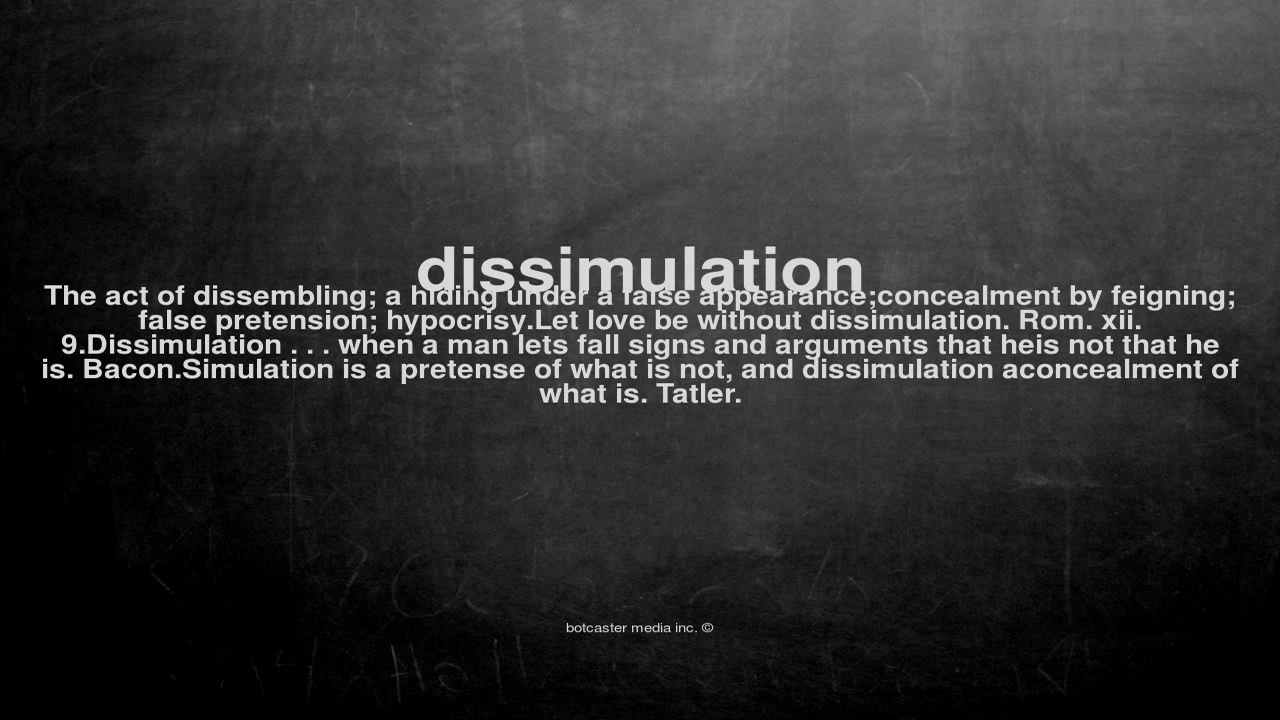 dissimulation
The act of dissembling; a hiding under a false appearance;concealment by feigning;
false pretension; hypocrisy.Let love be without dissimulation. Rom. xii.
9.Dissimulation . . . when a man lets fall signs and arguments that heis not that he
is. Bacon.Simulation is a pretense of what is not, and dissimulation aconcealment of
what is. Tatler.
botcaster media inc. ©